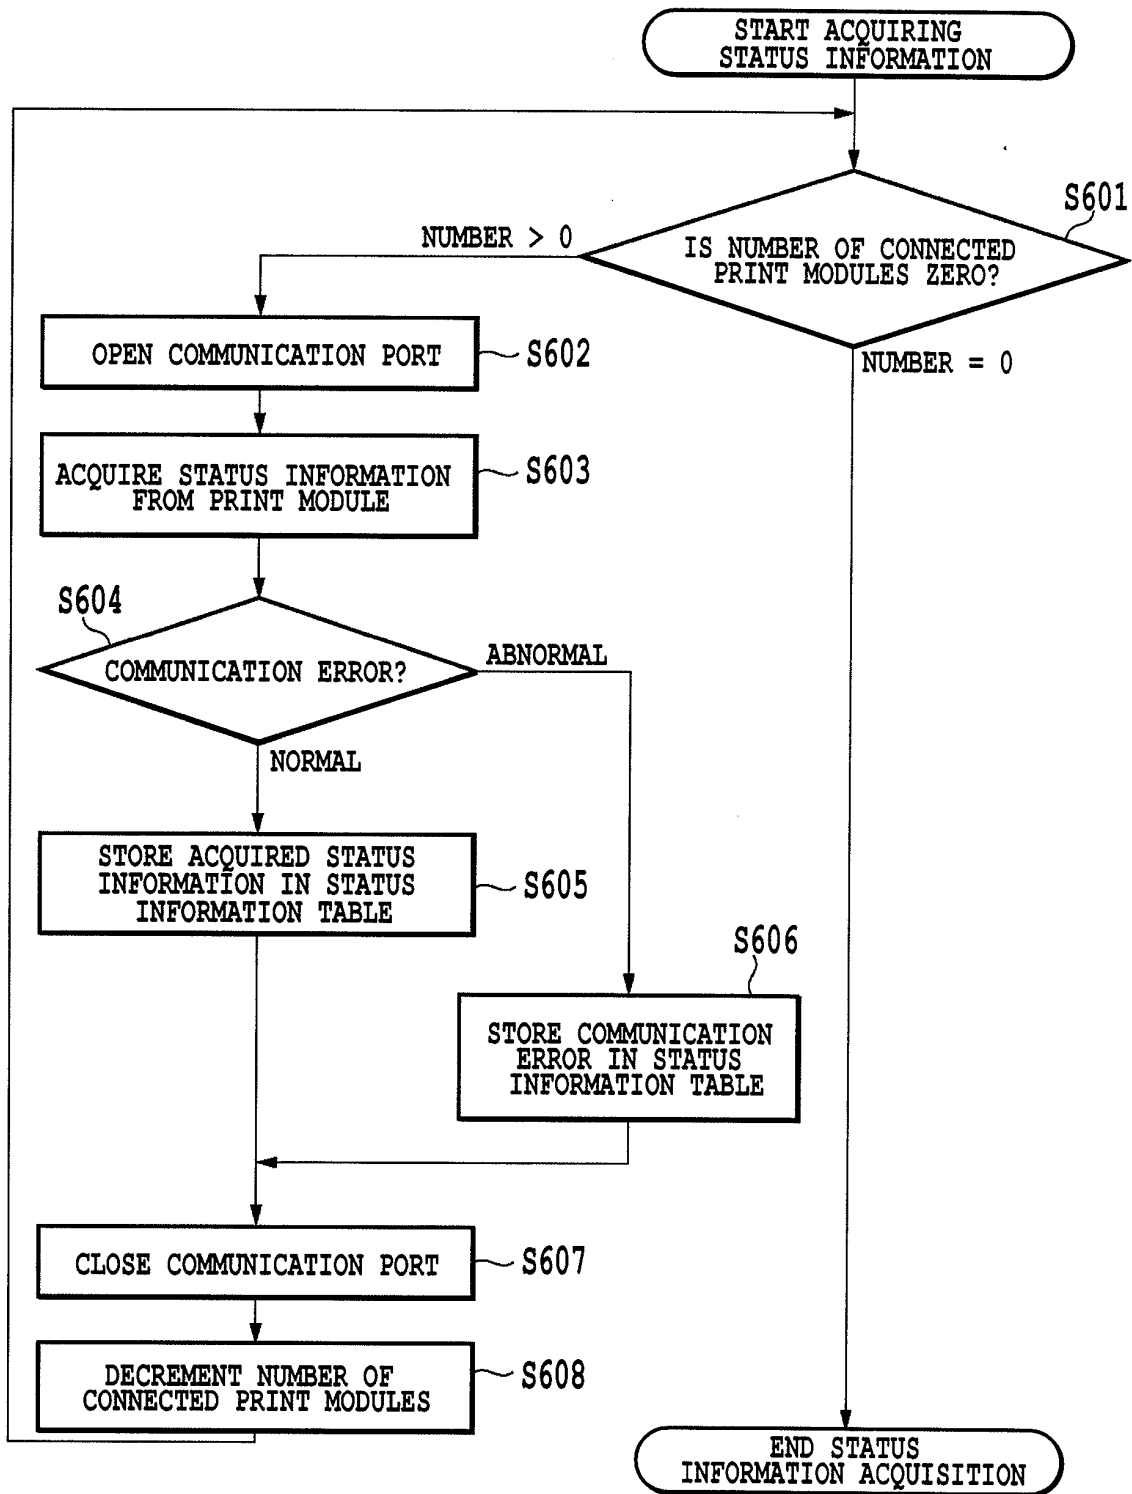 START ACQUIRING
STATUS INFORMATION
S601
NUMBER > 0
IS NUMBER OF CONNECTED
PRINT MODULES ZERO?
OPEN COMMUNICATION PORT
S602
NUMBER = 0
ACQUIRE STATUS INFORMATION
FROM PRINT MODULE
S603
S604
COMMUNICATION ERROR?
ABNORMAL
NORMAL
STORE ACQUIRED STATUS
INFORMATION IN STATUS
INFORMATION TABLE
S605
S606
STORE COMMUNICATION
ERROR IN STATUS
INFORMATION TABLE
CLOSE COMMUNICATION PORT
S607
DECREMENT NUMBER OF
CONNECTED PRINT MODULES
S608
END STATUS
INFORMATION ACQUISITION